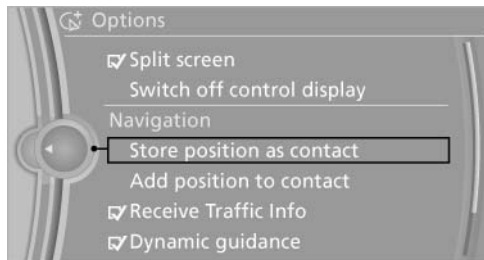 Options
Split screen
Switch off control display
Navigation
Store position as contact
Add position to contact
Receive Traffic Info
Dynamic guidance